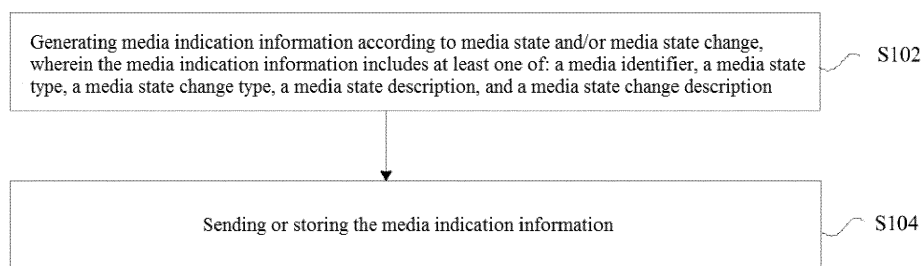 Generating media indication information according to media state and/or media state change,
wherein the media indication information includes at least one of: a media identifier, a media state
type, a media state change type, a media state description, and a media state change description
S102
Sending or storing the media indication information
S104